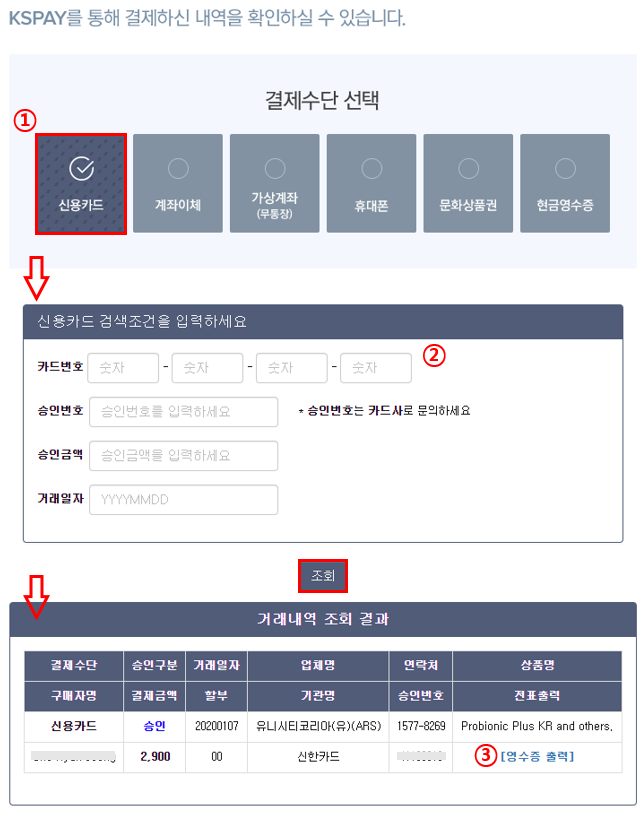 KSPAY를 통해 결제하신 내역을 확인하실 수 있습니다.
결제수단 선택
①
신용카드 계좌이체 가상계좌 (무통장) 휴대폰 문화상품권 현금영수증
신용카드 검색조건을 입력하세요
카드번호 숫자 - 숫자 - 숫자 - 숫자 ②
승인번호 승인번호를 입력하세요 * 승인번호는 카드사로 문의하세요
승인금액 승인금액을 입력하세요
거래일자 YYYYMMDD
조회
거래내역 조회 결과
결제수단 승인구분 거래일자 업체명 연락처 상품명
구매자명 결제금액 할부 기관명 승인번호 전표출력
신용카드 승인 20200107 유니시티코리아(유)(ARS) 1577-8269 Probionic Plus KR and others,
2,900 00 신한카드 ③ [영수증 출력]